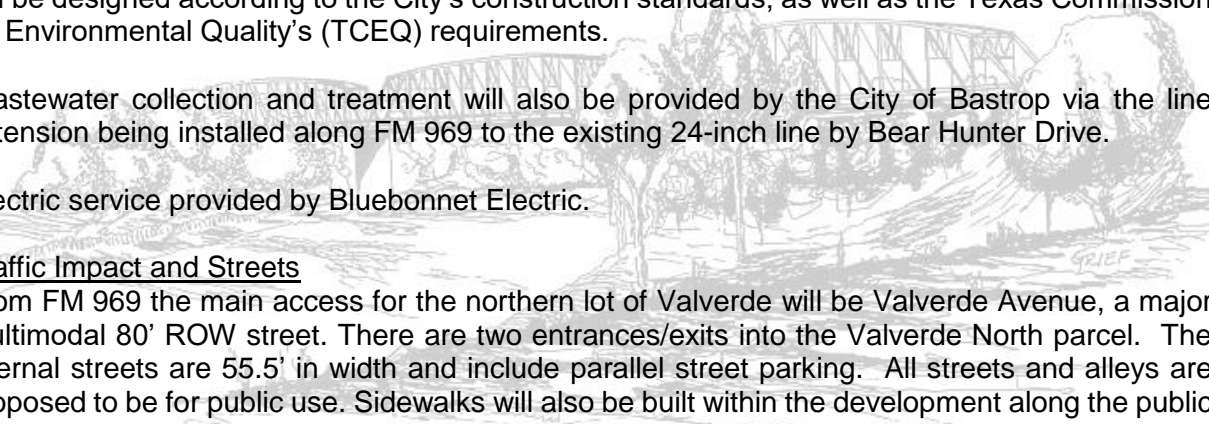 be designed according to the City's construction standards, as well as the Texas Commission
Environmental Quality's (TCEQ) requirements.
astewater collection and treatment will also be provided by the City of Bastrop via the line
tension being installed along FM 969 to the existing 24-inch line by Bear Hunter Drive.
ectric service provided by Bluebonnet Electric.
affic Impact and Streets
om FM 969 the main access for the northern lot of Valverde will be Valverde Avenue, a major
ultimodal 80' ROW street. There are two entrances/exits into the Valverde North parcel. The
ernal streets are 55.5' in width and include parallel street parking. All streets and alleys are
oposed to be for public use. Sidewalks will also be built within the development along the public
GRIEF